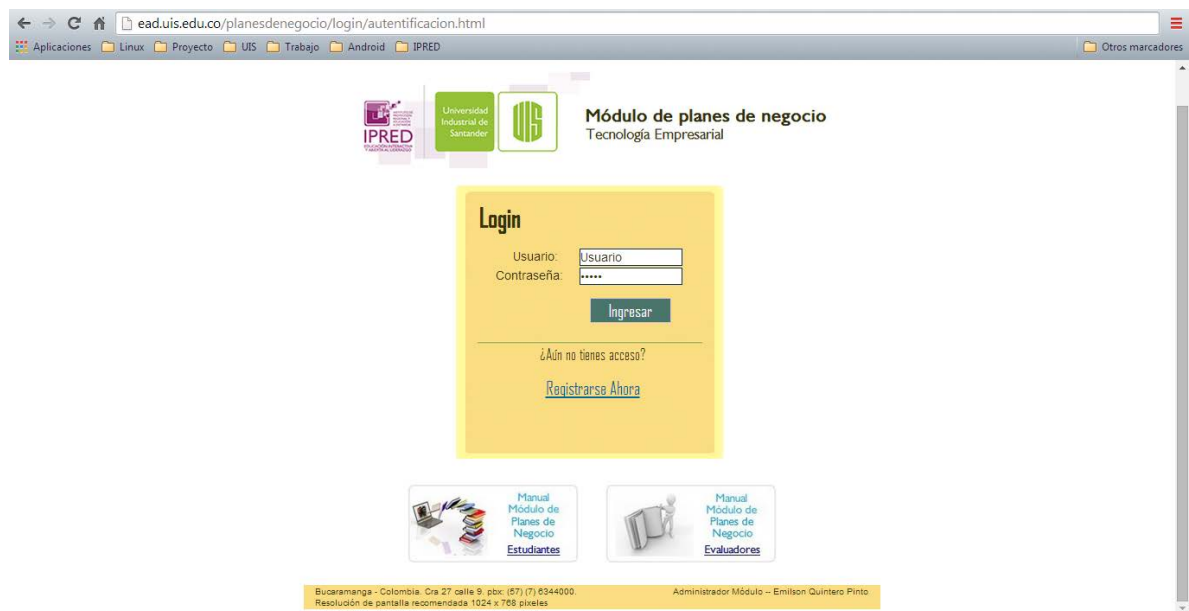 ead.uis.edu.co/planesdenegocio/login/autentificacion.html
Aplicaciones Linux Proyecto UIS Trabajo Android IPRED Otros marcadores
IPRED
Universidad
Industrial de
Santander
UIS
Módulo de planes de negocio
Tecnología Empresarial
Login
Usuario: Usuario
Contraseña: •••••
Ingresar
¿Aún no tienes acceso?
Registrarse Ahora
Manual
Módulo de
Planes de
Negocio
Estudiantes
Manual
Módulo de
Planes de
Negocio
Evaluadores
Bucaramanga - Colombia. Cra 27 calle 9. pbx: (57) (7) 6344000. Administrador Módulo -- Emilson Quintero Pinto
Resolución de pantalla recomendada 1024 x 768 pixeles